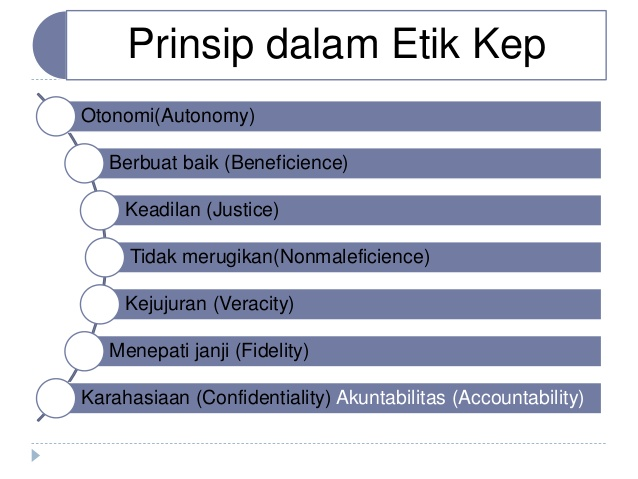 Prinsip dalam Etik Kep
Otonomi(Autonomy)
Berbuat baik (Beneficience)
Keadilan (Justice)
Tidak merugikan(Nonmaleficience)
Kejujuran (Veracity)
Menepati janji (Fidelity)
Karahasiaan (Confidentiality) Akuntabilitas (Accountability)